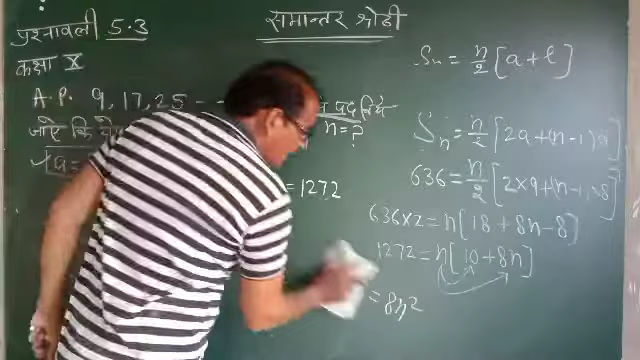 समान्तर श्रेढी
प्रश्नावली 5.3
कक्षा X
A.P. 9, 17, 25 - - पद लिये
जाएँ कि n = ?
a =
= 1272
Sn = n/2 [a + l]
Sn = n/2 [2a + (n-1)
636 = n/2 [2×9 + (n-1)×8]
636×2 = n[18 + 8n - 8]
1272 = n[10 + 8n]
= 8n²